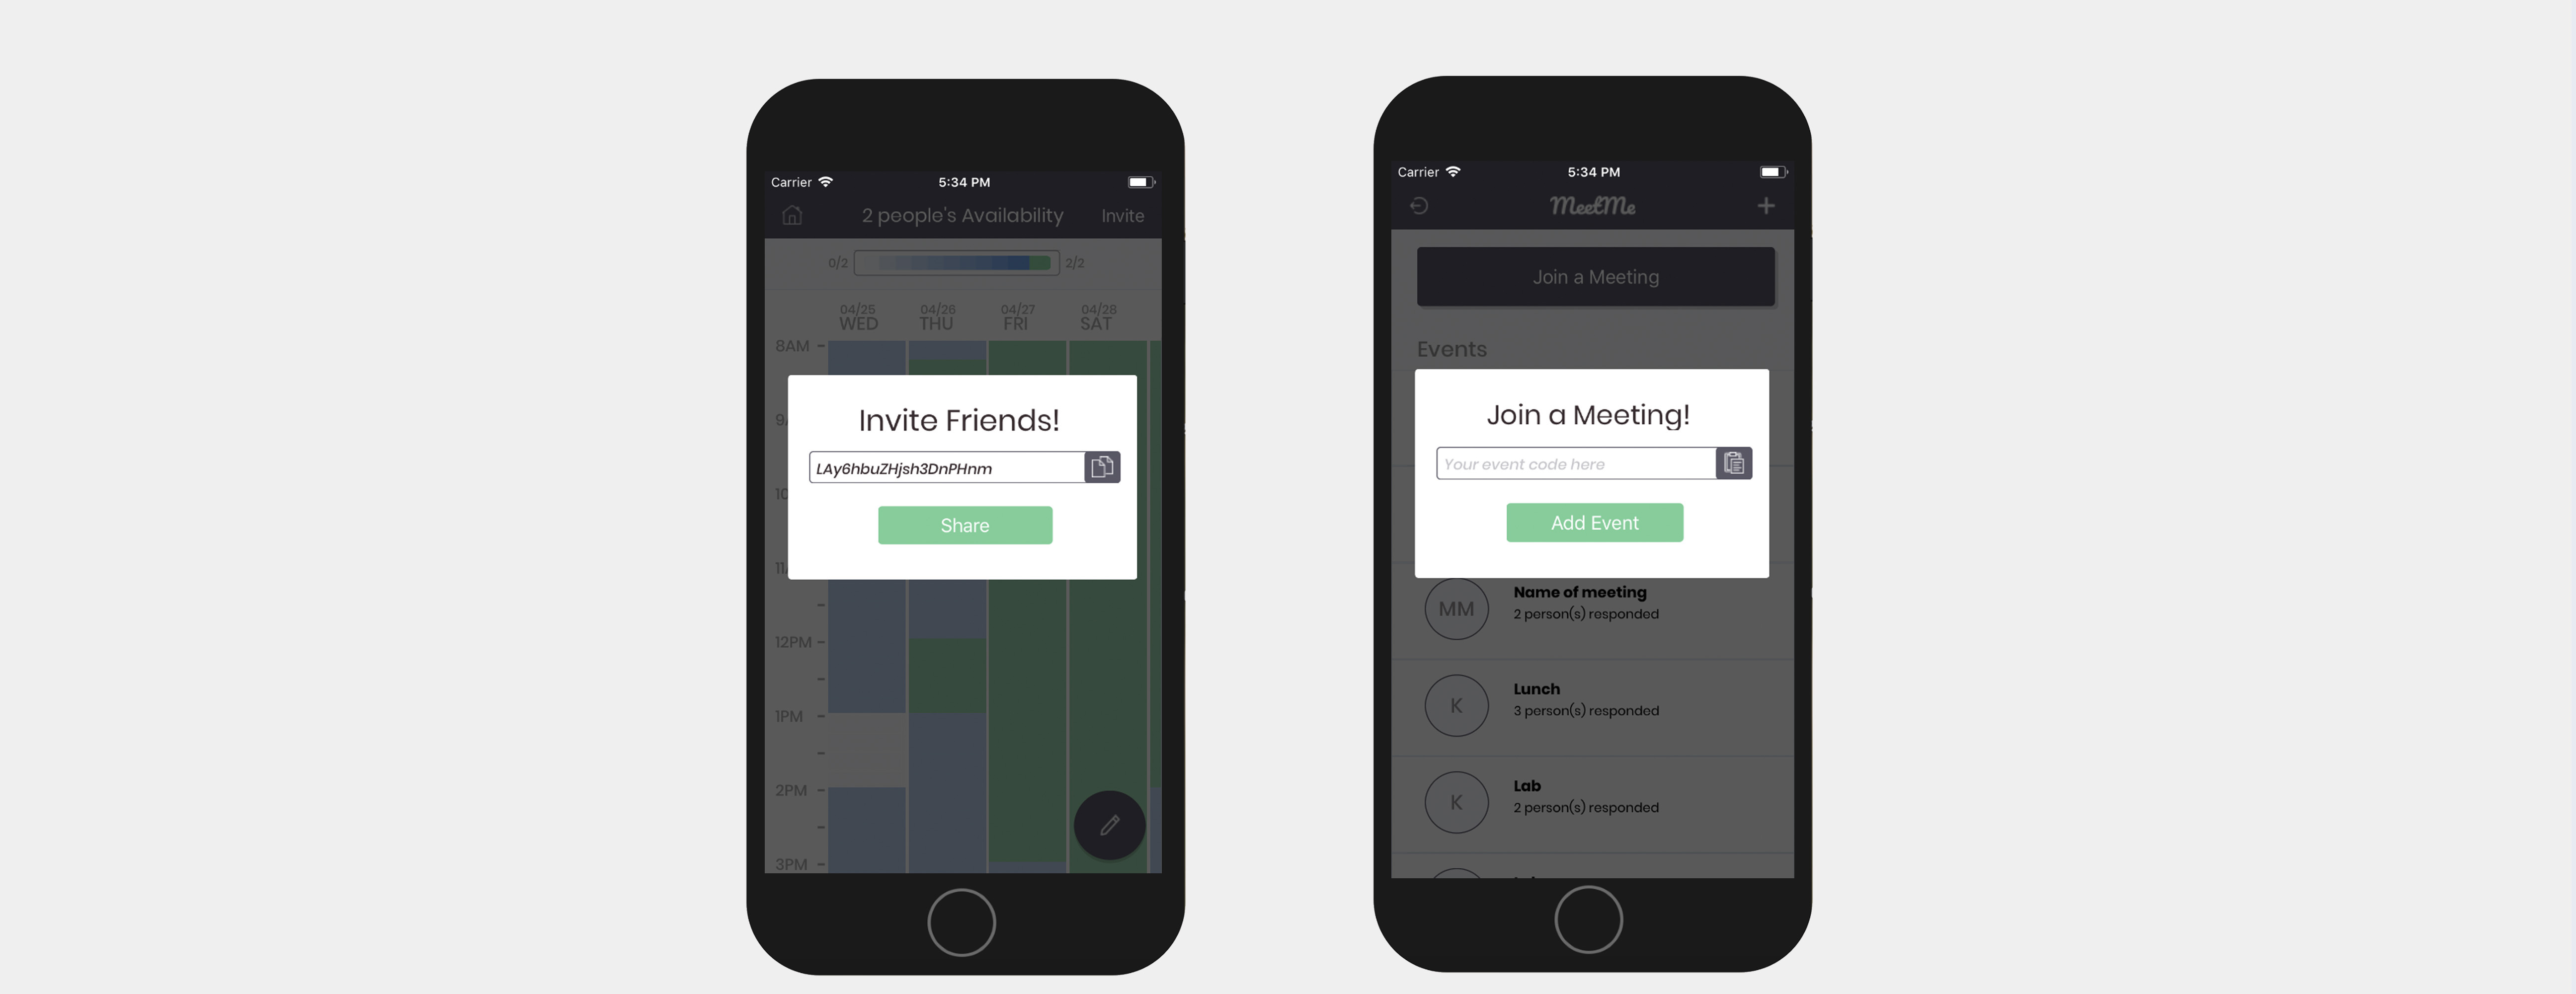 Carrier 5:34 PM
2 people's Availability Invite
0/2 2/2
04/25 04/26 04/27 04/28
WED THU FRI SAT
8AM
Invite Friends!
LAy6hbuZHjsh3DnPHnm
Share
12PM
1PM
2PM
3PM
Carrier 5:34 PM
MeetMe
Join a Meeting
Events
Join a Meeting!
Your event code here
Add Event
MM
Name of meeting
2 person(s) responded
K
Lunch
3 person(s) responded
K
Lab
2 person(s) responded